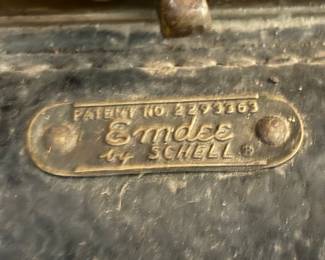 PATENT NO. 2293363
Emdee
by SCHELL ®